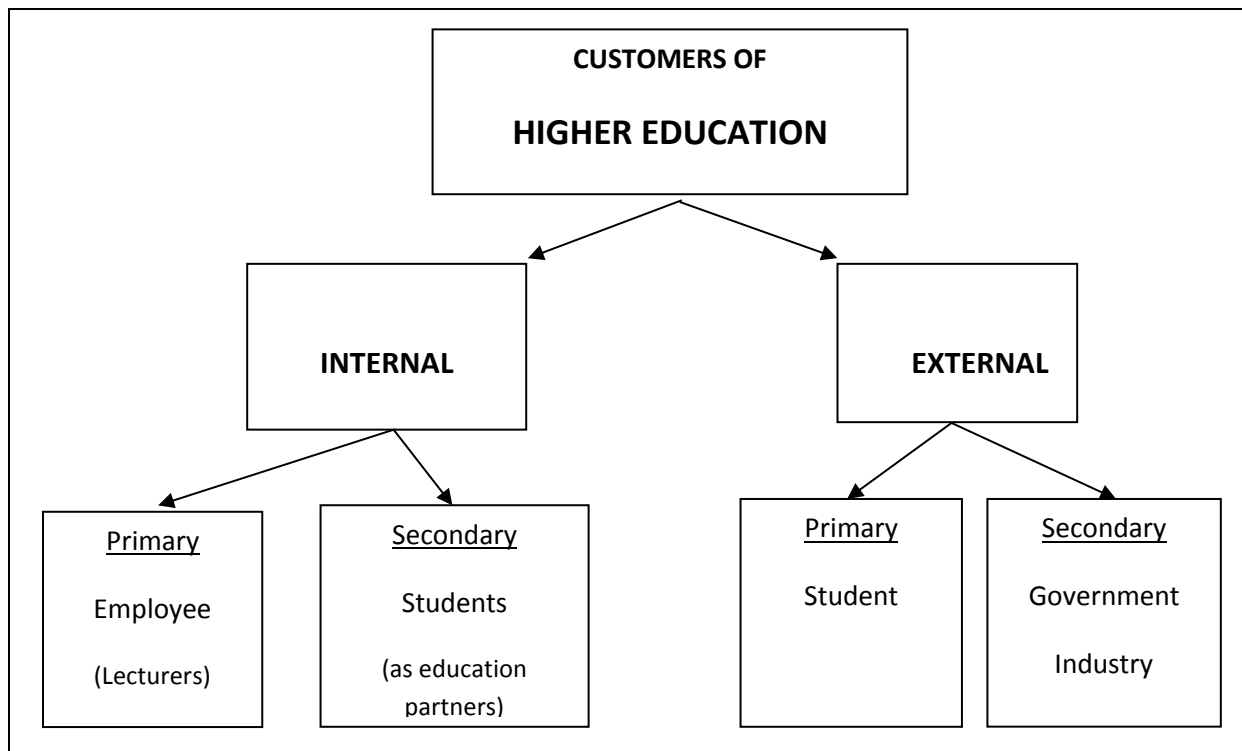 CUSTOMERS OF
HIGHER EDUCATION
INTERNAL
EXTERNAL
Primary
Employee
(Lecturers)
Secondary
Students
(as education
partners)
Primary
Student
Secondary
Government
Industry